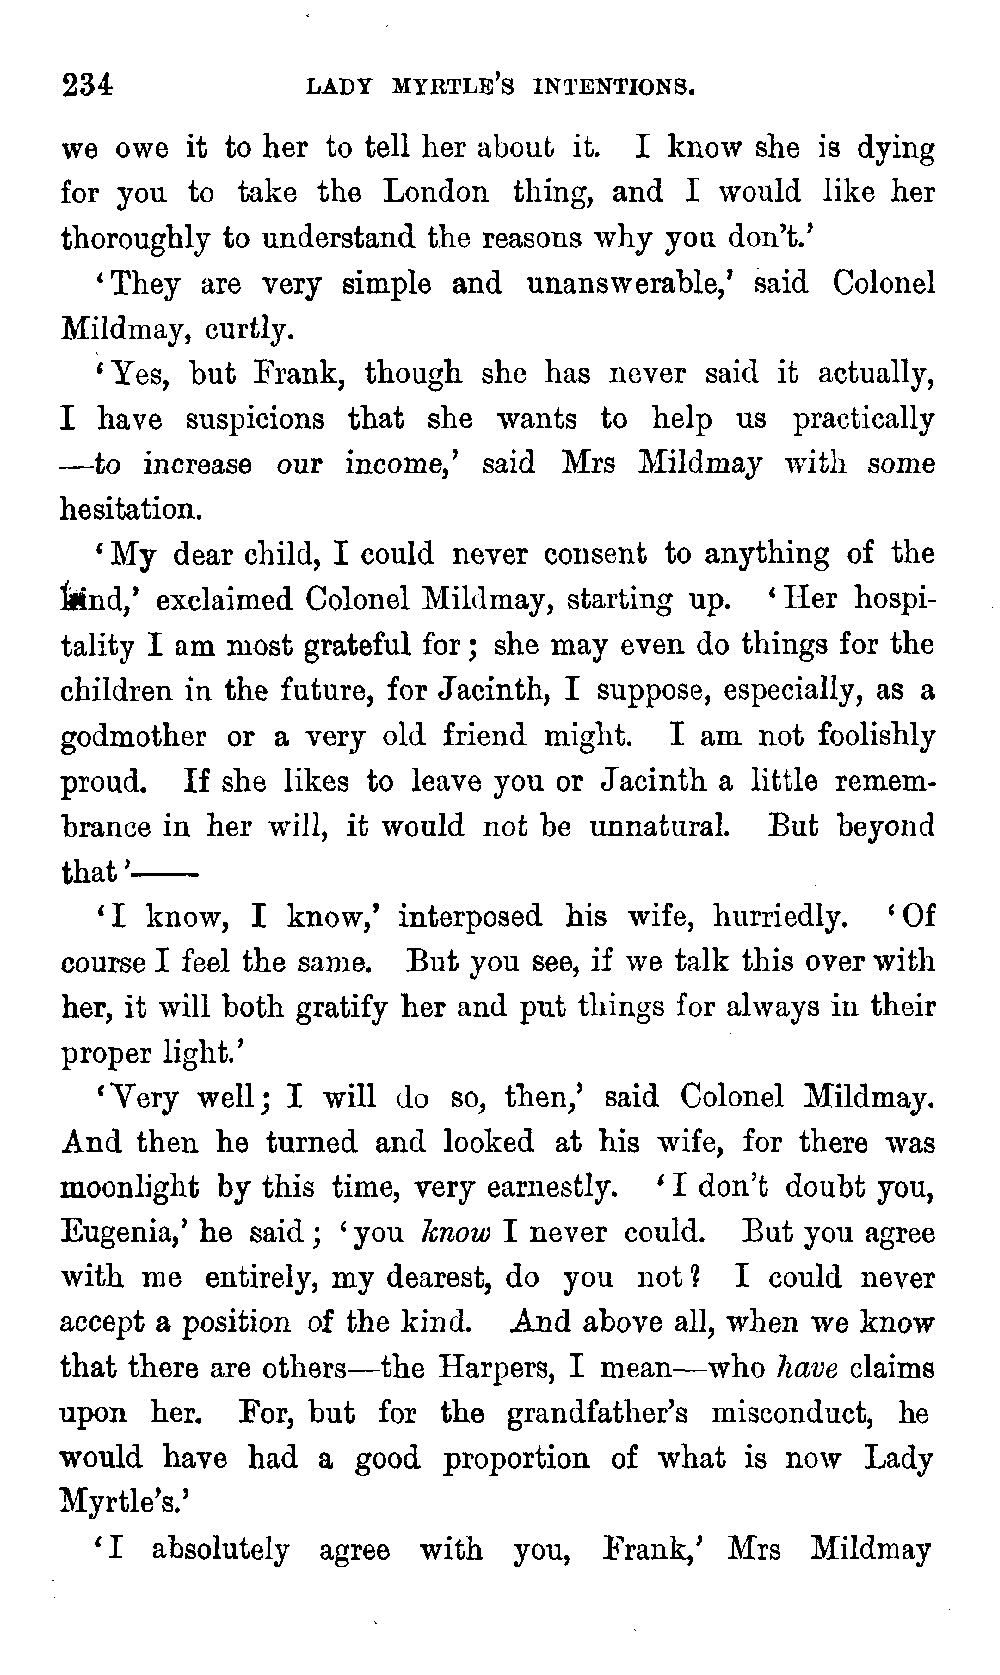 234 LADY MYRTLE'S INTENTIONS.
we owe it to her to tell her about it. I know she is dying
for you to take the London thing, and I would like her
thoroughly to understand the reasons why you don't.'
'They are very simple and unanswerable,' said Colonel
Mildmay, curtly.
'Yes, but Frank, though she has never said it actually,
I have suspicions that she wants to help us practically
—to increase our income,' said Mrs Mildmay with some
hesitation.
'My dear child, I could never consent to anything of the
kind,' exclaimed Colonel Mildmay, starting up. 'Her hospi-
tality I am most grateful for; she may even do things for the
children in the future, for Jacinth, I suppose, especially, as a
godmother or a very old friend might. I am not foolishly
proud. If she likes to leave you or Jacinth a little remem-
brance in her will, it would not be unnatural. But beyond
that'——
'I know, I know,' interposed his wife, hurriedly. 'Of
course I feel the same. But you see, if we talk this over with
her, it will both gratify her and put things for always in their
proper light.'
'Very well; I will do so, then,' said Colonel Mildmay.
And then he turned and looked at his wife, for there was
moonlight by this time, very earnestly. 'I don't doubt you,
Eugenia,' he said; 'you know I never could. But you agree
with me entirely, my dearest, do you not? I could never
accept a position of the kind. And above all, when we know
that there are others—the Harpers, I mean—who have claims
upon her. For, but for the grandfather's misconduct, he
would have had a good proportion of what is now Lady
Myrtle's.'
'I absolutely agree with you, Frank,' Mrs Mildmay